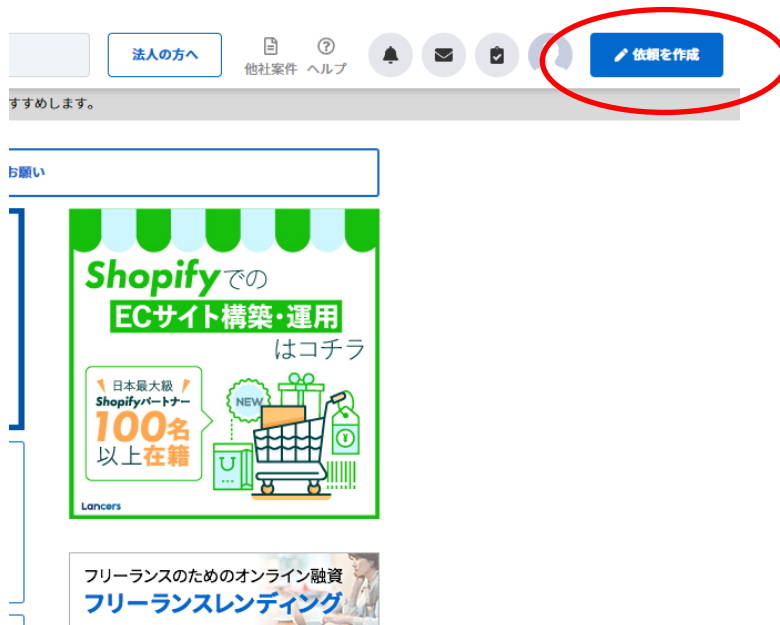 法人の方へ
他社案件
ヘルプ
依頼を作成
すすめします。
お願い
Shopifyでの
ECサイト構築・運用
はコチラ
日本最大級
Shopifyパートナー
100名
以上在籍
NEW
¥
Lancers
フリーランスのためのオンライン融資
フリーランスレンディング